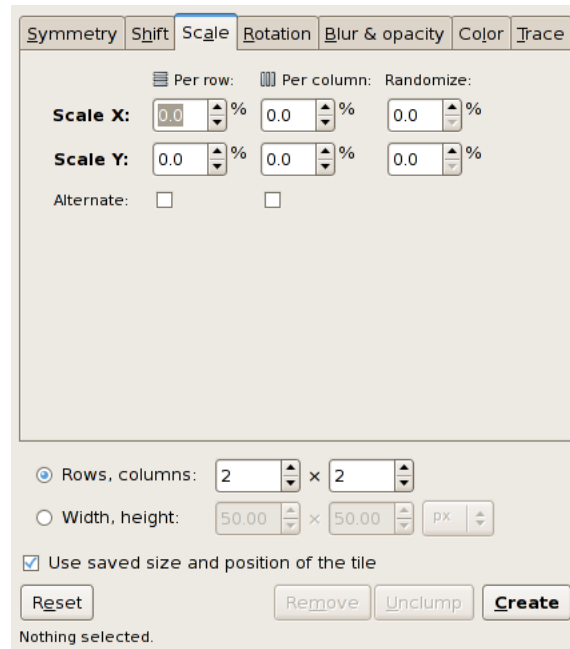 Symmetry Shift Scale Rotation Blur & opacity Color Trace
Per row: Per column: Randomize:
Scale X: 0.0 % 0.0 % 0.0 %
Scale Y: 0.0 % 0.0 % 0.0 %
Alternate:
Rows, columns: 2 × 2
Width, height: 50.00 × 50.00 px
Use saved size and position of the tile
Reset Remove Unclump Create
Nothing selected.